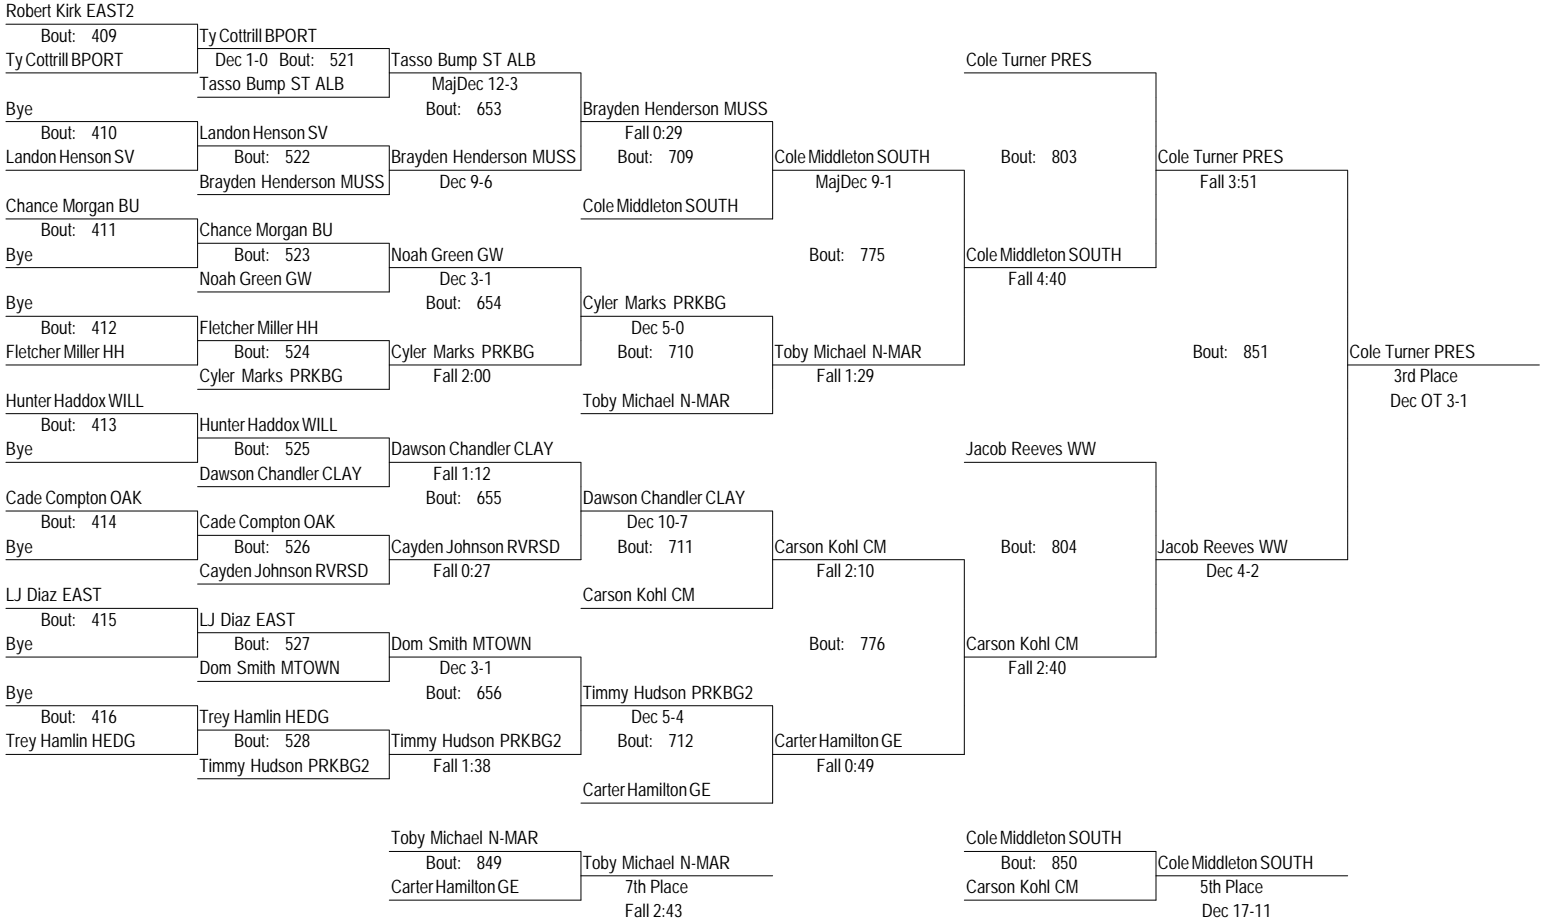 Robert Kirk EAST2
Bout: 409
Ty Cottrill BPORT
Ty Cottrill BPORT
Dec 1-0 Bout: 521
Tasso Bump ST ALB
Tasso Bump ST ALB
MajDec 12-3
Bout: 653
Cole Turner PRES
Bye
Bout: 410
Landon Henson SV
Landon Henson SV
Bout: 522
Brayden Henderson MUSS
Brayden Henderson MUSS
Dec 9-6
Brayden Henderson MUSS
Fall 0:29
Bout: 709
Cole Middleton SOUTH
Cole Middleton SOUTH
MajDec 9-1
Bout: 803
Cole Turner PRES
Fall 3:51
Chance Morgan BU
Bout: 411
Bye
Chance Morgan BU
Bout: 523
Noah Green GW
Noah Green GW
Dec 3-1
Bout: 654
Bout: 775
Cole Middleton SOUTH
Fall 4:40
Bye
Bout: 412
Fletcher Miller HH
Fletcher Miller HH
Bout: 524
Cyler Marks PRKBG
Cyler Marks PRKBG
Fall 2:00
Cyler Marks PRKBG
Dec 5-0
Bout: 710
Toby Michael N-MAR
Toby Michael N-MAR
Fall 1:29
Bout: 851
Cole Turner PRES
3rd Place
Dec OT 3-1
Hunter Haddox WILL
Bout: 413
Bye
Hunter Haddox WILL
Bout: 525
Dawson Chandler CLAY
Dawson Chandler CLAY
Fall 1:12
Bout: 655
Jacob Reeves WW
Cade Compton OAK
Bout: 414
Bye
Cade Compton OAK
Bout: 526
Cayden Johnson RVRSD
Cayden Johnson RVRSD
Fall 0:27
Dawson Chandler CLAY
Dec 10-7
Bout: 711
Carson Kohl CM
Carson Kohl CM
Fall 2:10
Bout: 804
Jacob Reeves WW
Dec 4-2
LJ Diaz EAST
Bout: 415
Bye
LJ Diaz EAST
Bout: 527
Dom Smith MTOWN
Dom Smith MTOWN
Dec 3-1
Bout: 656
Bout: 776
Carson Kohl CM
Fall 2:40
Bye
Bout: 416
Trey Hamlin HEDG
Trey Hamlin HEDG
Bout: 528
Timmy Hudson PRKBG2
Timmy Hudson PRKBG2
Fall 1:38
Timmy Hudson PRKBG2
Dec 5-4
Bout: 712
Carter Hamilton GE
Carter Hamilton GE
Fall 0:49
Toby Michael N-MAR
Bout: 849
Carter Hamilton GE
Toby Michael N-MAR
7th Place
Fall 2:43
Cole Middleton SOUTH
Bout: 850
Carson Kohl CM
Cole Middleton SOUTH
5th Place
Dec 17-11